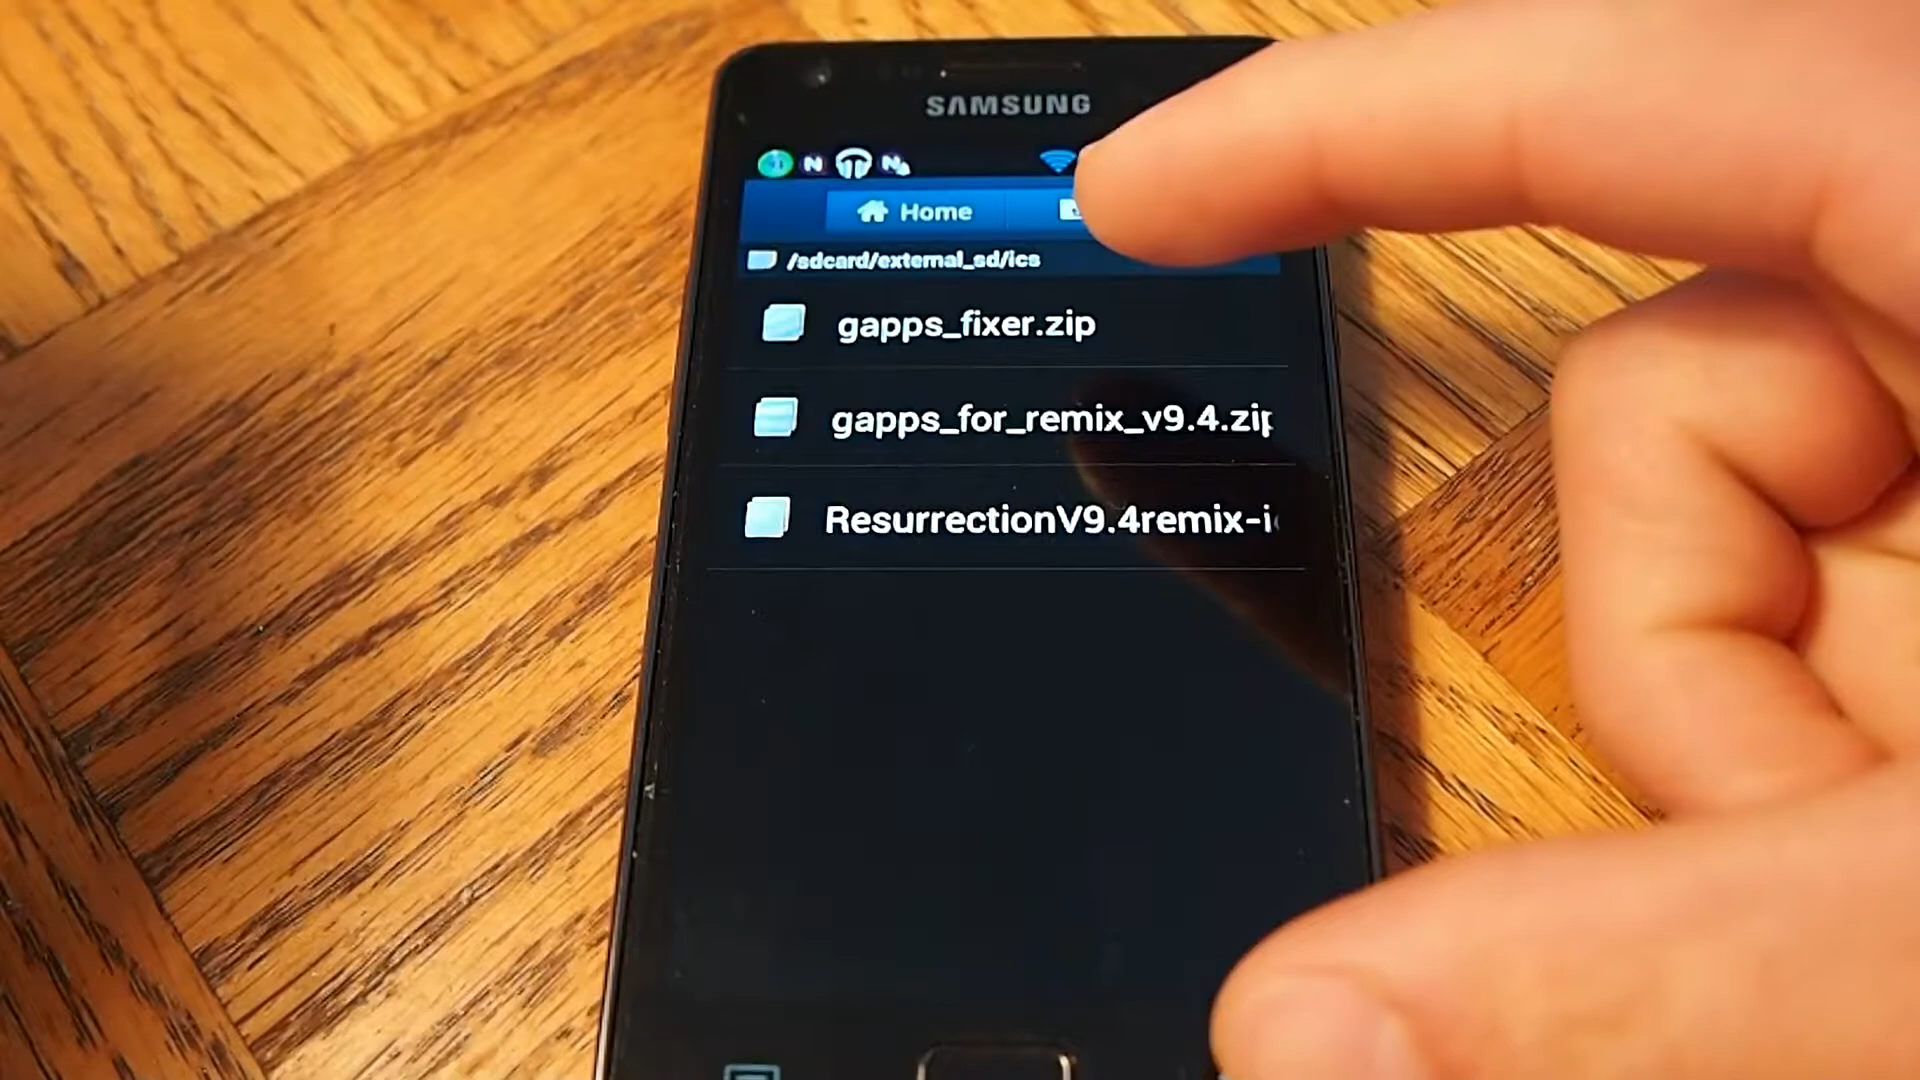 SAMSUNG
Home
/sdcard/external_sd/ics
gapps_fixer.zip
gapps_for_remix_v9.4.zip
ResurrectionV9.4remix-i